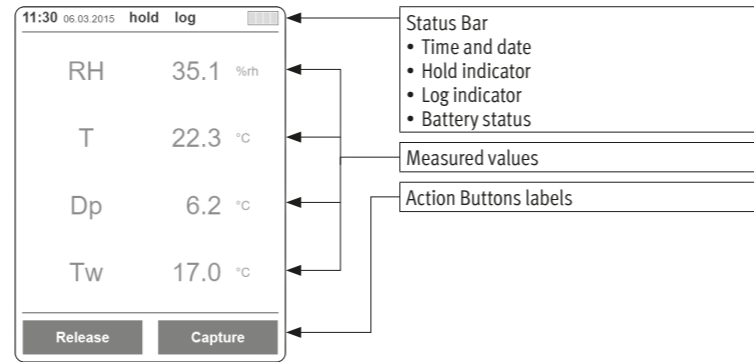 11:30 06.03.2015 hold log
RH 35.1 %rh
T 22.3 °C
Dp 6.2 °C
Tw 17.0 °C
Release Capture
Status Bar
• Time and date
• Hold indicator
• Log indicator
• Battery status
Measured values
Action Buttons labels